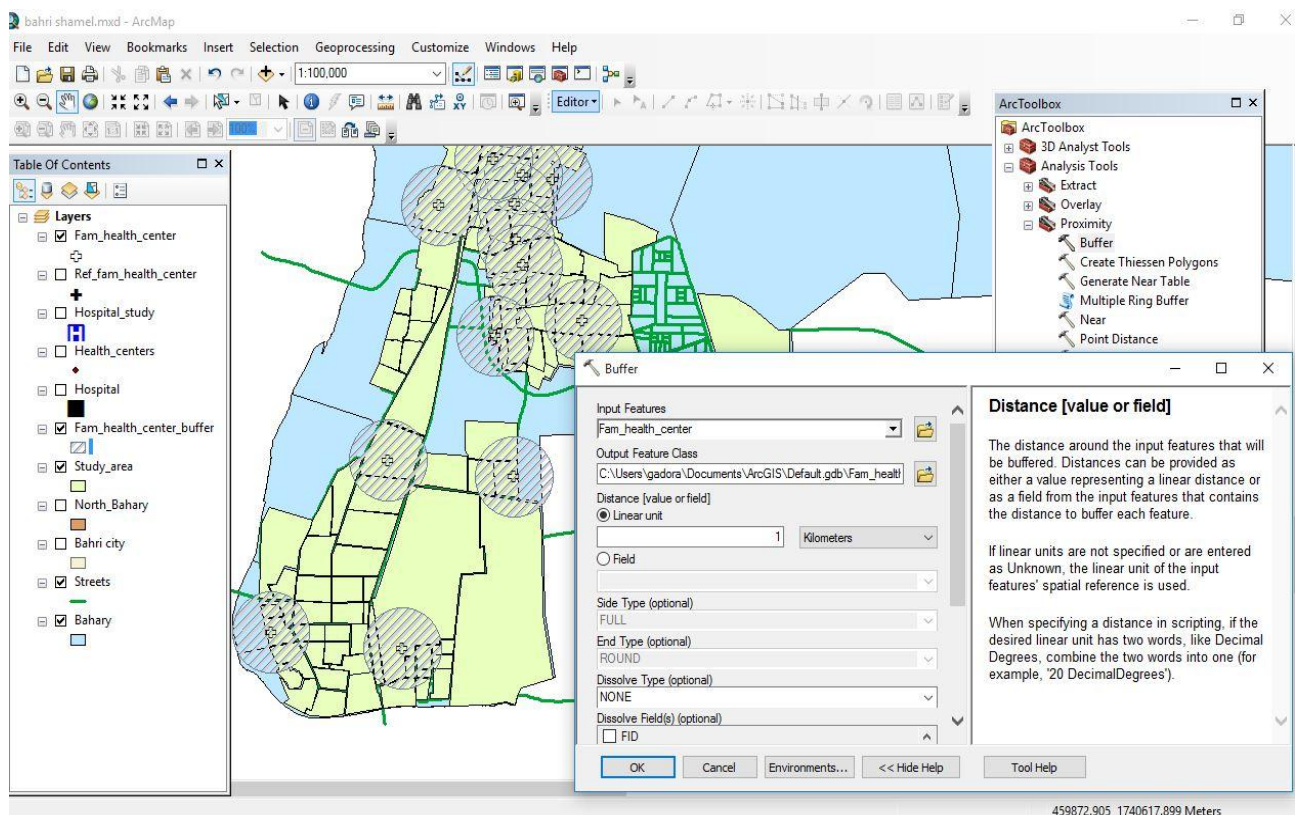 bahri shamel.mxd - ArcMap
File Edit View Bookmarks Insert Selection Geoprocessing Customize Windows Help
1:100,000
Editor
100%
Table Of Contents
Layers
Fam_health_center
Ref_fam_health_center
Hospital_study
H
Health_centers
Hospital
Fam_health_center_buffer
Study_area
North_Bahary
Bahri city
Streets
Bahary
ArcToolbox
ArcToolbox
3D Analyst Tools
Analysis Tools
Extract
Overlay
Proximity
Buffer
Create Thiessen Polygons
Generate Near Table
Multiple Ring Buffer
Near
Point Distance
Buffer
Input Features
Fam_health_center
Output Feature Class
C:\Users\gadora\Documents\ArcGIS\Default.gdb\Fam_healt
Distance [value or field]
Linear unit
1 Kilometers
Field
Side Type (optional)
FULL
End Type (optional)
ROUND
Dissolve Type (optional)
NONE
Dissolve Field(s) (optional)
FID
OK Cancel Environments... << Hide Help Tool Help
Distance [value or field]
The distance around the input features that will
be buffered. Distances can be provided as
either a value representing a linear distance or
as a field from the input features that contains
the distance to buffer each feature.
If linear units are not specified or are entered
as Unknown, the linear unit of the input
features' spatial reference is used.
When specifying a distance in scripting, if the
desired linear unit has two words, like Decimal
Degrees, combine the two words into one (for
example, '20 DecimalDegrees').
459872.905 1740617.899 Meters